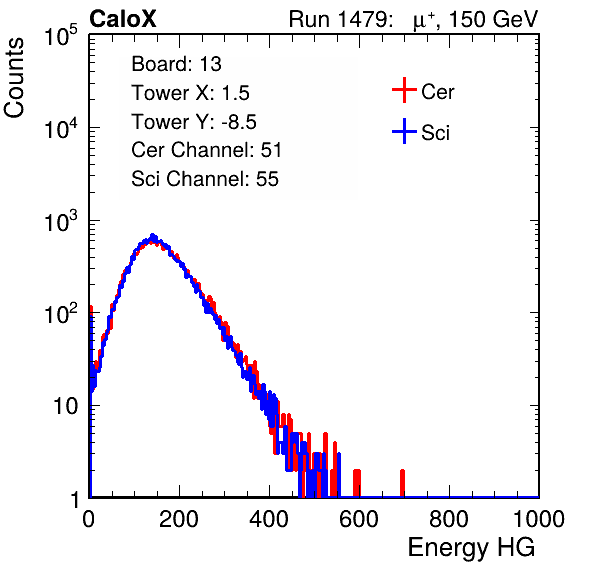 CaloX Run 1479: μ⁺, 150 GeV
Counts
Board: 13
Tower X: 1.5
Tower Y: -8.5
Cer Channel: 51
Sci Channel: 55
Cer
Sci
10⁵
10⁴
10³
10²
10
1
0 200 400 600 800 1000
Energy HG